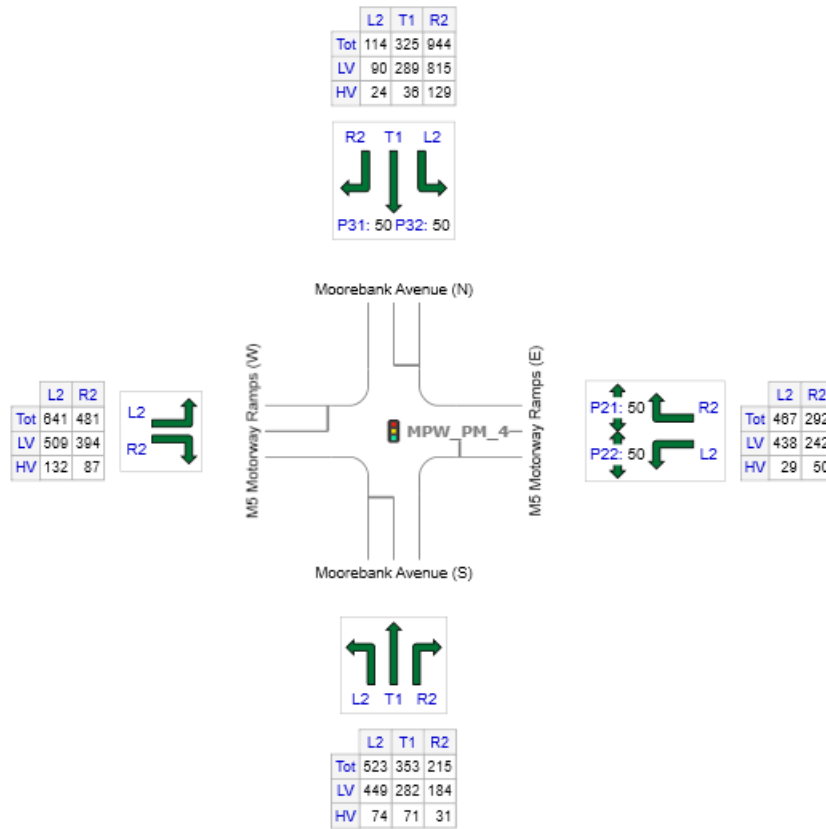 L2 T1 R2
Tot 114 325 944
LV 90 289 815
HV 24 36 129
R2 T1 L2
P31: 50 P32: 50
Moorebank Avenue (N)
M5 Motorway Ramps (W)
M5 Motorway Ramps (E)
MPW_PM_4
L2 R2
Tot 641 481
LV 509 394
HV 132 87
L2
R2
P21: 50 R2
P22: 50 L2
L2 R2
Tot 467 292
LV 438 242
HV 29 50
Moorebank Avenue (S)
L2 T1 R2
L2 T1 R2
Tot 523 353 215
LV 449 282 184
HV 74 71 31